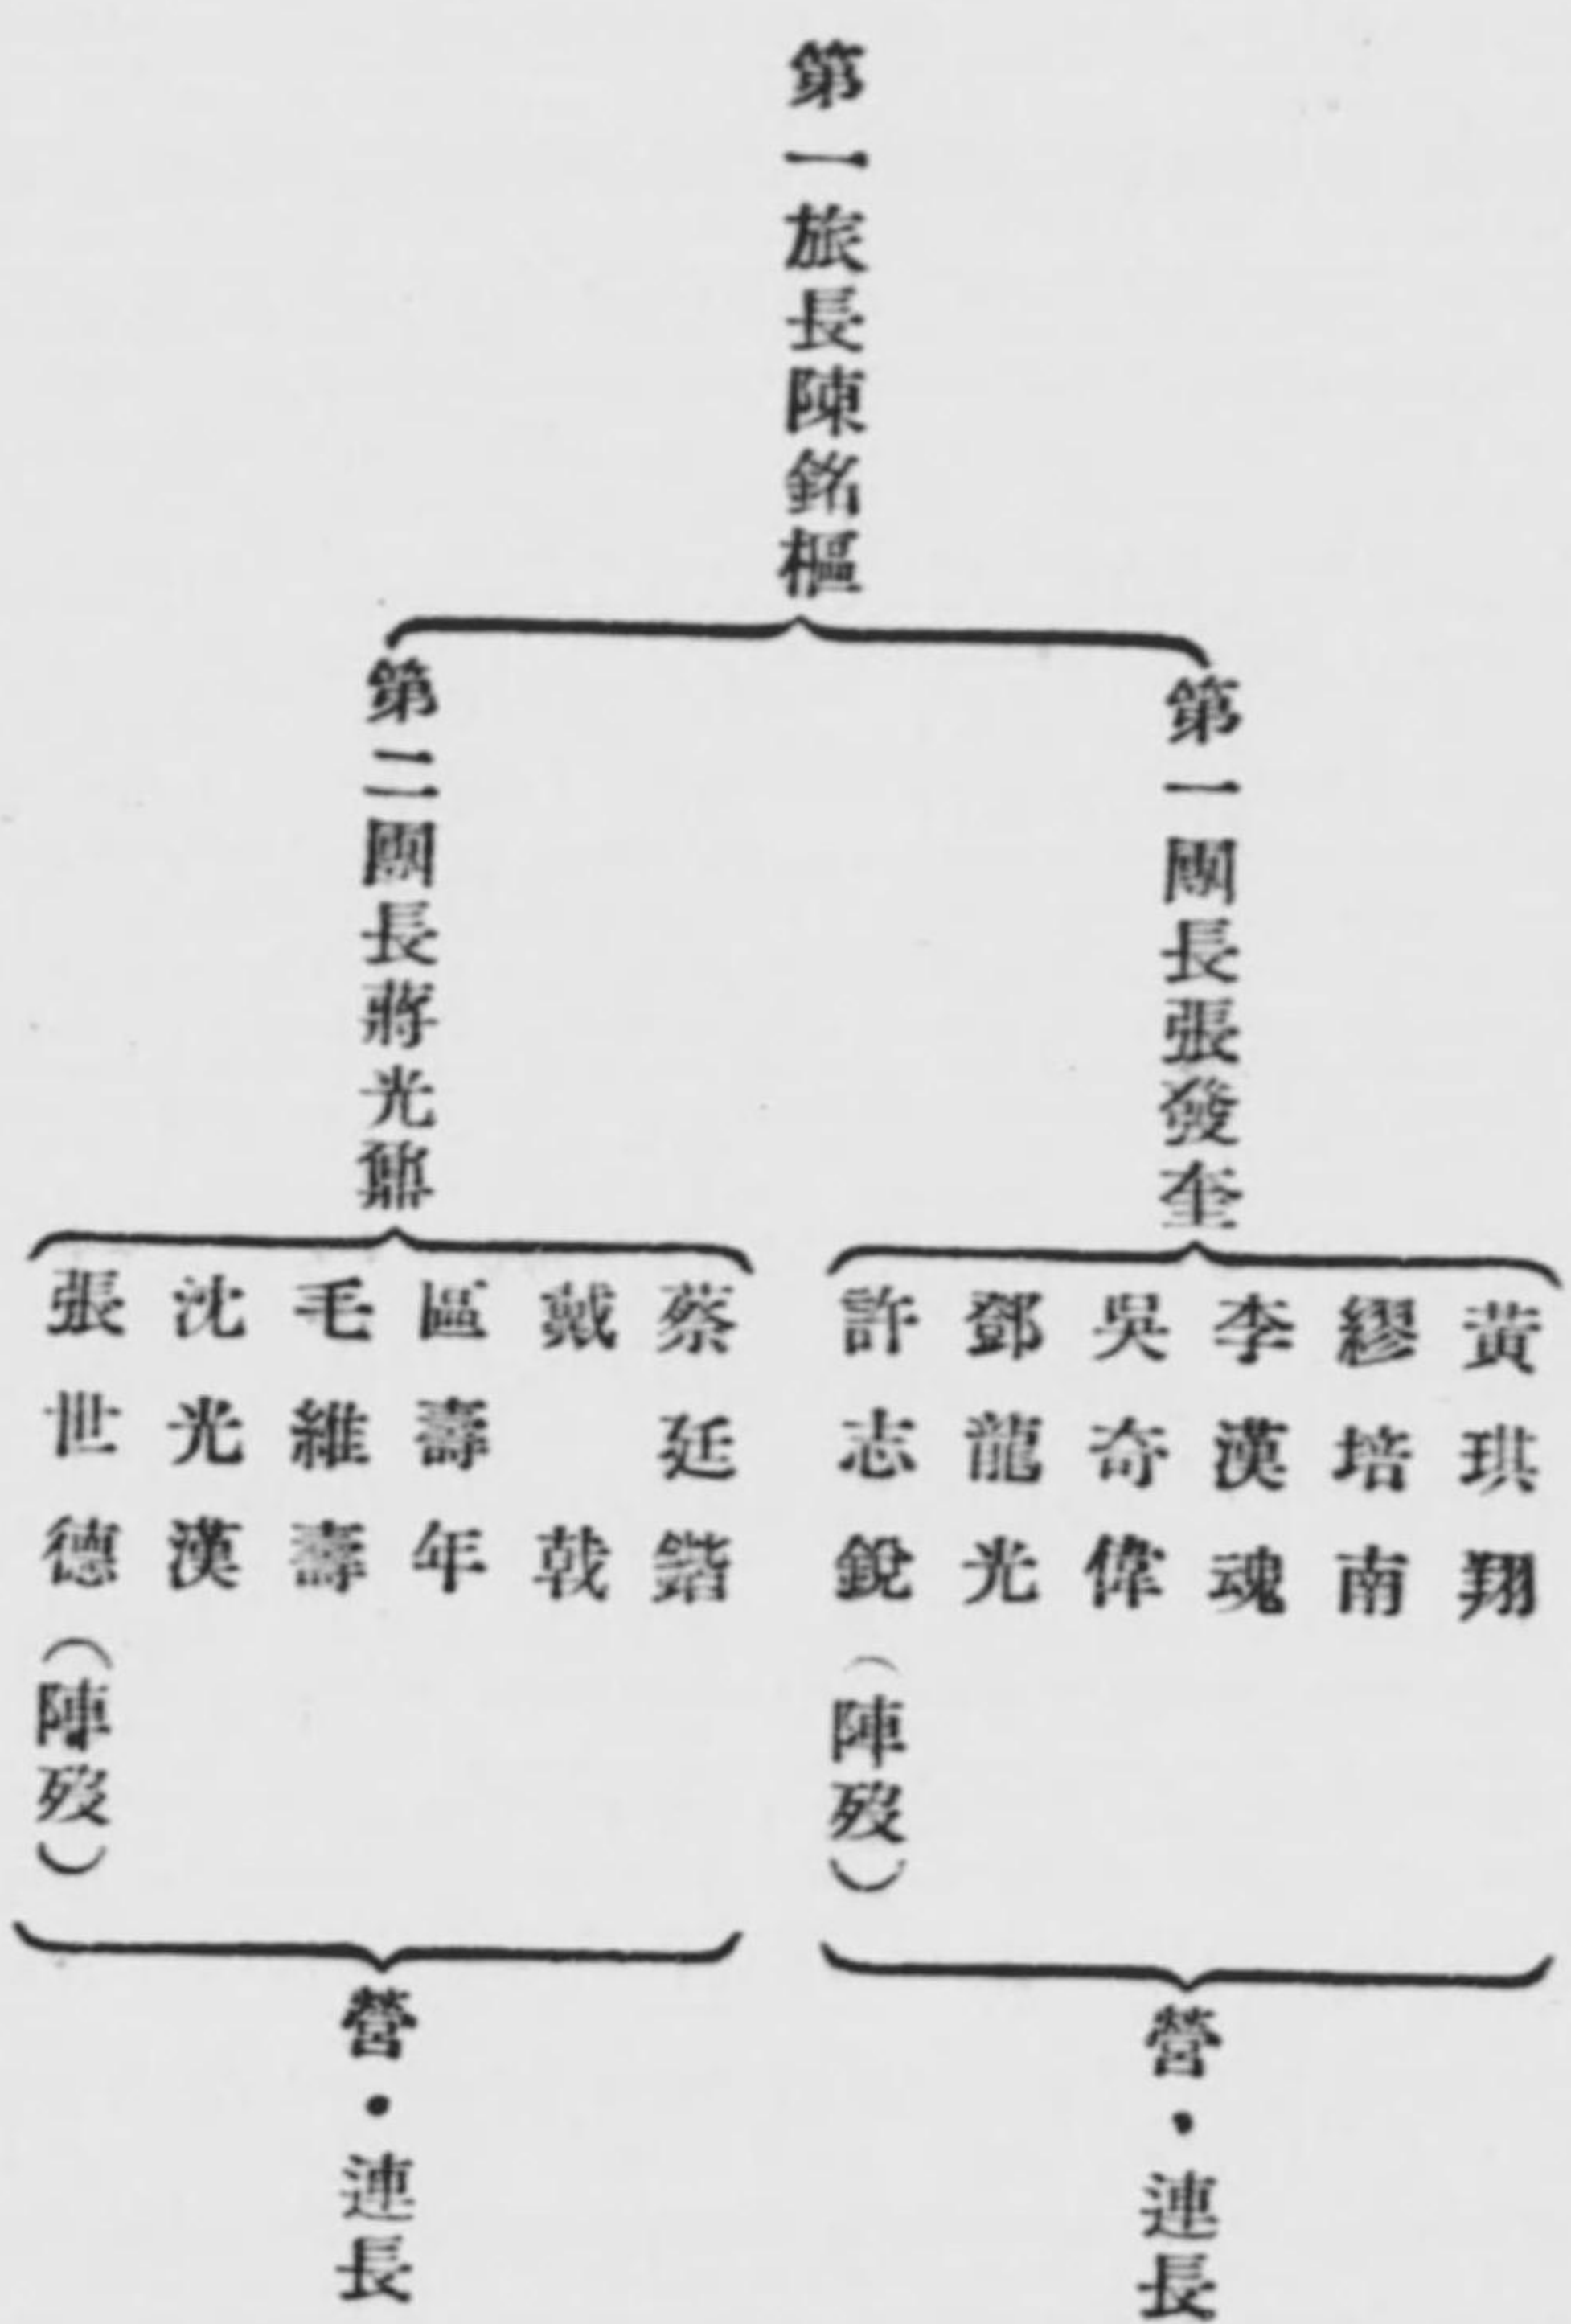 第一旅長陳銘樞
第一團長張發奎
黃琪翔
繆培南
李漢魂
吳奇偉
鄧龍光
許志銳(陣歿)
營・連長
第二團長蔣光鼐
蔡廷鍇
戴戟
區壽年
毛維壽
沈光漢
張世德(陣歿)
營・連長